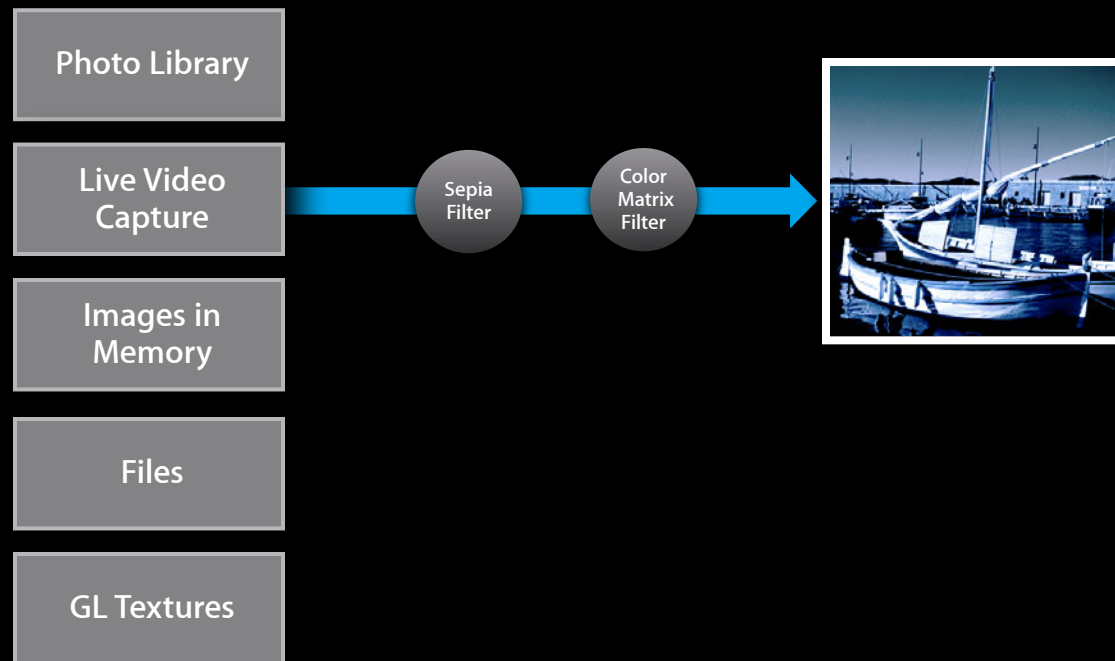 Photo Library
Live Video
Capture
Sepia
Filter
Color
Matrix
Filter
Images in
Memory
Files
GL Textures